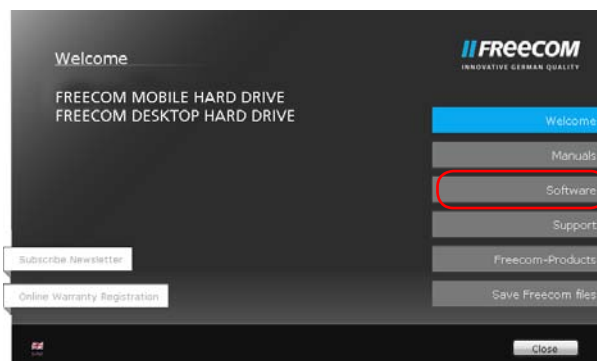 Welcome
FREECOM
INNOVATIVE GERMAN QUALITY
FREECOM MOBILE HARD DRIVE
FREECOM DESKTOP HARD DRIVE
Welcome
Manuals
Software
Support
Freecom-Products
Save Freecom files
Subscribe Newsletter
Online Warranty Registration
Close